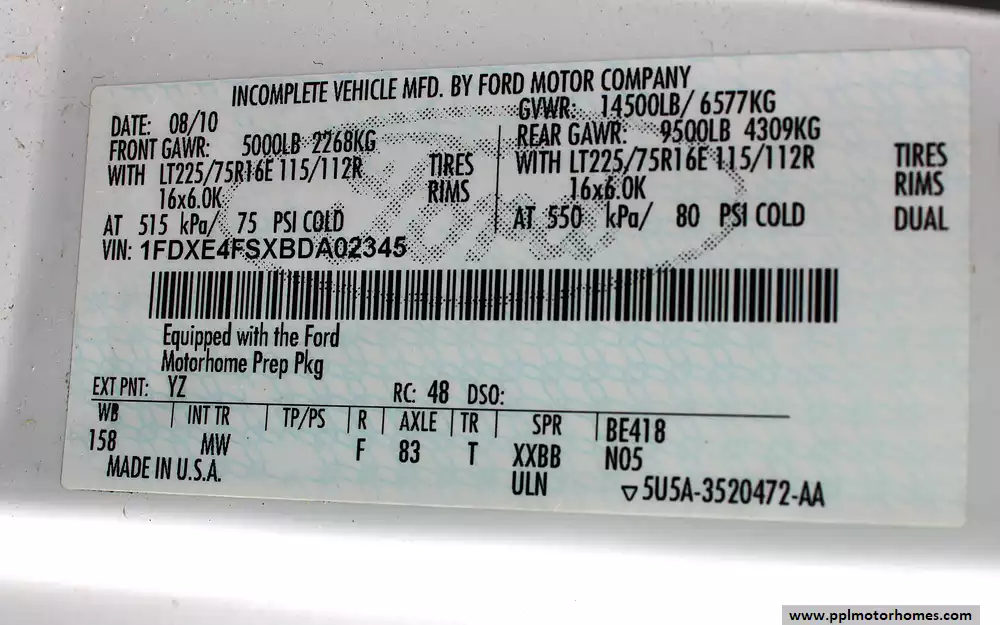 INCOMPLETE VEHICLE MFD. BY FORD MOTOR COMPANY
DATE: 08/10 GVWR: 14500LB/ 6577KG
FRONT GAWR: 5000LB 2268KG REAR GAWR: 9500LB 4309KG
WITH LT225/75R16E 115/112R TIRES WITH LT225/75R16E 115/112R TIRES
16x6.0K RIMS 16x6.0K RIMS
AT 515 kPa/ 75 PSI COLD AT 550 kPa/ 80 PSI COLD DUAL
VIN: 1FDXE4FSXBDA02345
Equipped with the Ford
Motorhome Prep Pkg
EXT PNT: YZ RC: 48 DSO:
WB | INT TR | TP/PS | R | AXLE | TR | SPR | BE418
158 MW F 83 T XXBB N05
MADE IN U.S.A. ULN ▽5U5A-3520472-AA
Ford
www.pplmotorhomes.com